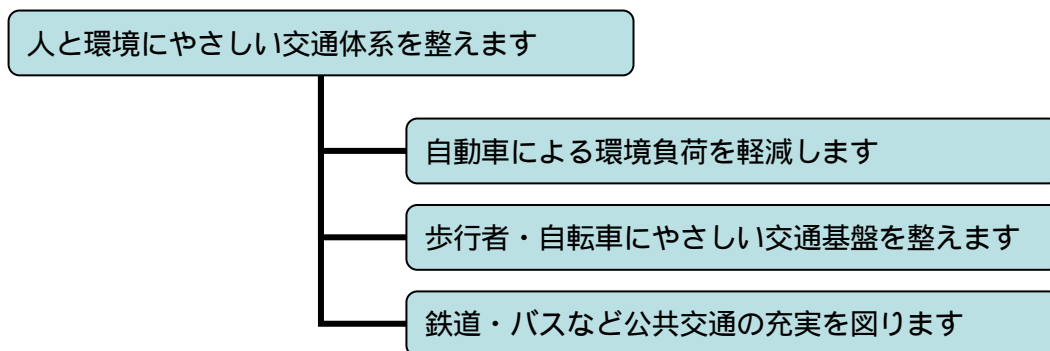 人と環境にやさしい交通体系を整えます
自動車による環境負荷を軽減します
歩行者・自転車にやさしい交通基盤を整えます
鉄道・バスなど公共交通の充実を図ります